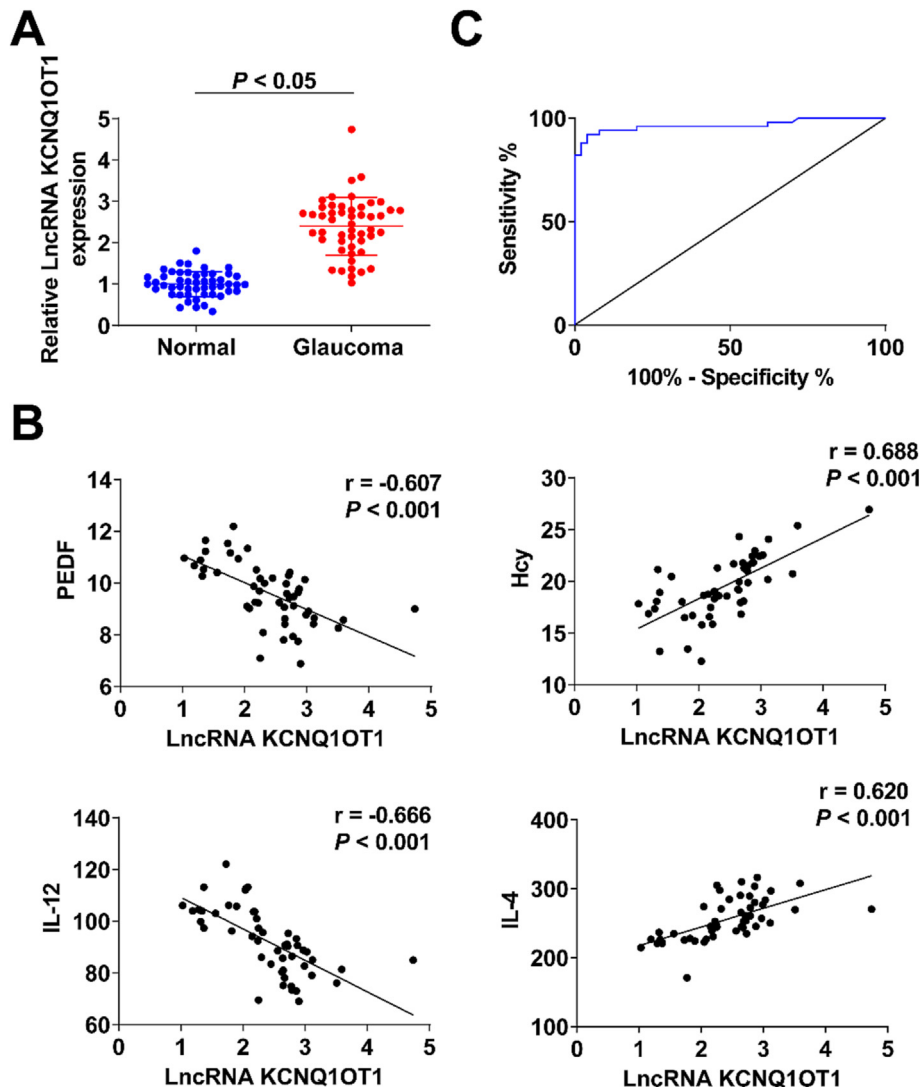 A
Relative LncRNA KCNQ1OT1
expression
P < 0.05
5
4
3
2
1
0
Normal
Glaucoma
C
Sensitivity %
100
50
0
0
50
100
100% - Specificity %
B
r = -0.607
P < 0.001
PEDF
14
12
10
8
6
0
1
2
3
4
5
LncRNA KCNQ1OT1
r = 0.688
P < 0.001
Hcy
30
25
20
15
10
0
1
2
3
4
5
LncRNA KCNQ1OT1
r = -0.666
P < 0.001
IL-12
140
120
100
80
60
0
1
2
3
4
5
LncRNA KCNQ1OT1
r = 0.620
P < 0.001
IL-4
400
300
200
100
0
1
2
3
4
5
LncRNA KCNQ1OT1